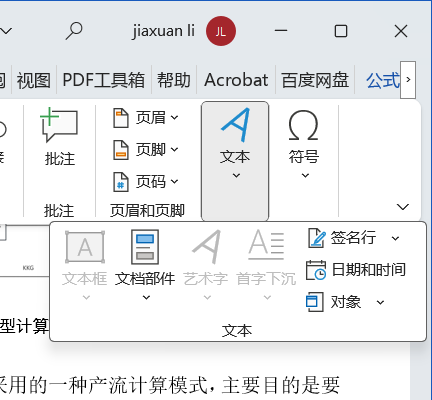 jiaxuan li JL
视图 PDF工具箱 帮助 Acrobat 百度网盘 公式
批注
页眉
页脚
页码
文本
符号
批注
页眉和页脚
文本框
文档部件
艺术字
首字下沉
签名行
日期和时间
对象
文本
KKG
型计算
采用的一种产流计算模式，主要目的是要